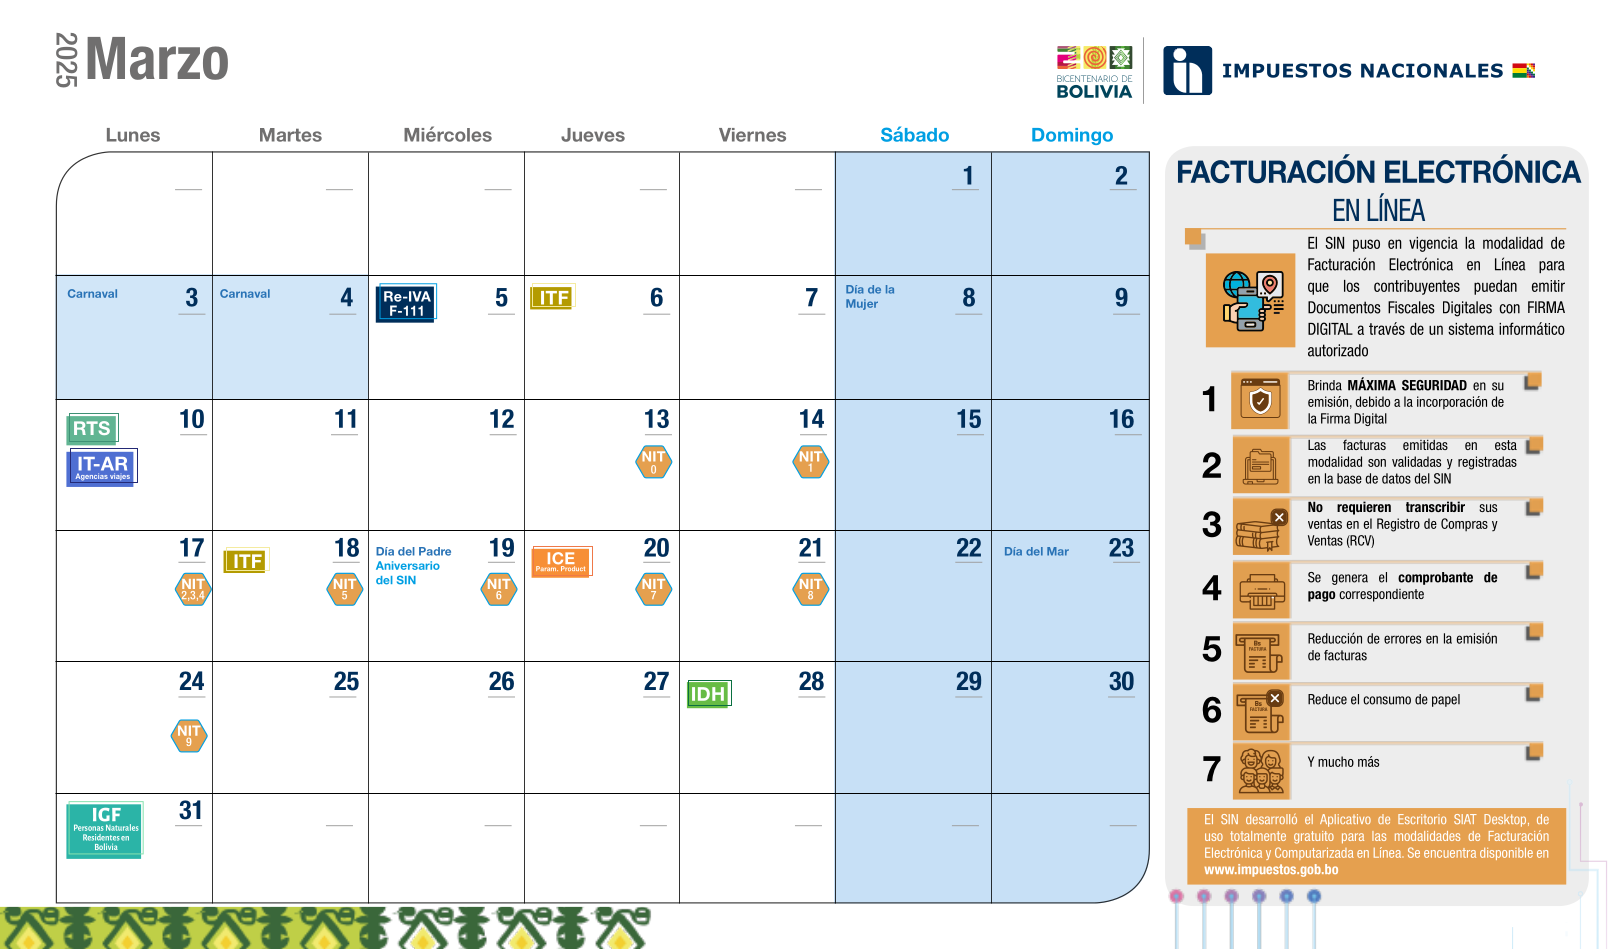 2025
Marzo
BICENTENARIO DE
BOLIVIA
IMPUESTOS NACIONALES
Lunes
Martes
Miércoles
Jueves
Viernes
Sábado
Domingo
1
2
Carnaval
3
Carnaval
4
Re-IVA
F-111
5
ITF
6
7
Día de la
Mujer
8
9
RTS
IT-AR
Agencias viajes
10
11
12
13
NIT
0
14
NIT
1
15
16
17
NIT
2,3,4
ITF
18
NIT
5
Día del Padre
Aniversario
del SIN
19
NIT
6
ICE
Param. Product
20
NIT
7
21
NIT
8
22
Día del Mar
23
24
NIT
9
25
26
27
IDH
28
29
30
IGF
Personas Naturales
Residentes en
Bolivia
31
FACTURACIÓN ELECTRÓNICA
EN LÍNEA
El SIN puso en vigencia la modalidad de
Facturación Electrónica en Línea para
que los contribuyentes puedan emitir
Documentos Fiscales Digitales con FIRMA
DIGITAL a través de un sistema informático
autorizado
1
Brinda MÁXIMA SEGURIDAD en su
emisión, debido a la incorporación de
la Firma Digital
2
Las facturas emitidas en esta
modalidad son validadas y registradas
en la base de datos del SIN
3
No requieren transcribir sus
ventas en el Registro de Compras y
Ventas (RCV)
4
Se genera el comprobante de
pago correspondiente
5
Bs
FACTURA
Reducción de errores en la emisión
de facturas
6
Bs
FACTURA
Reduce el consumo de papel
7
Y mucho más
El SIN desarrolló el Aplicativo de Escritorio SIAT Desktop, de
uso totalmente gratuito para las modalidades de Facturación
Electrónica y Computarizada en Línea. Se encuentra disponible en
www.impuestos.gob.bo